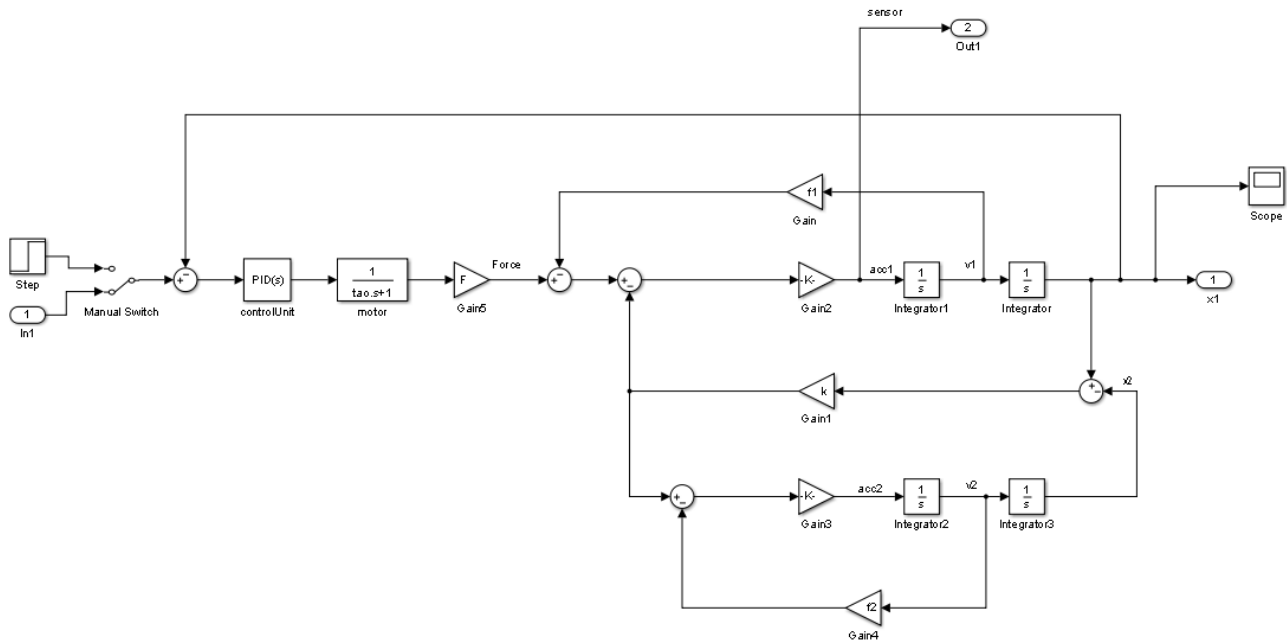 sensor
2
Out1
f1
Gain
Scope
Step
1
In1
Manual Switch
+
−
PID(s)
controlUnit
1
tao.s+1
motor
F
Gain5
Force
+
−
+
−
-K-
Gain2
acc1
1
s
Integrator1
v1
1
s
Integrator
1
x1
k
Gain1
+
−
x2
+
−
-K-
Gain3
acc2
1
s
Integrator2
v2
1
s
Integrator3
f2
Gain4